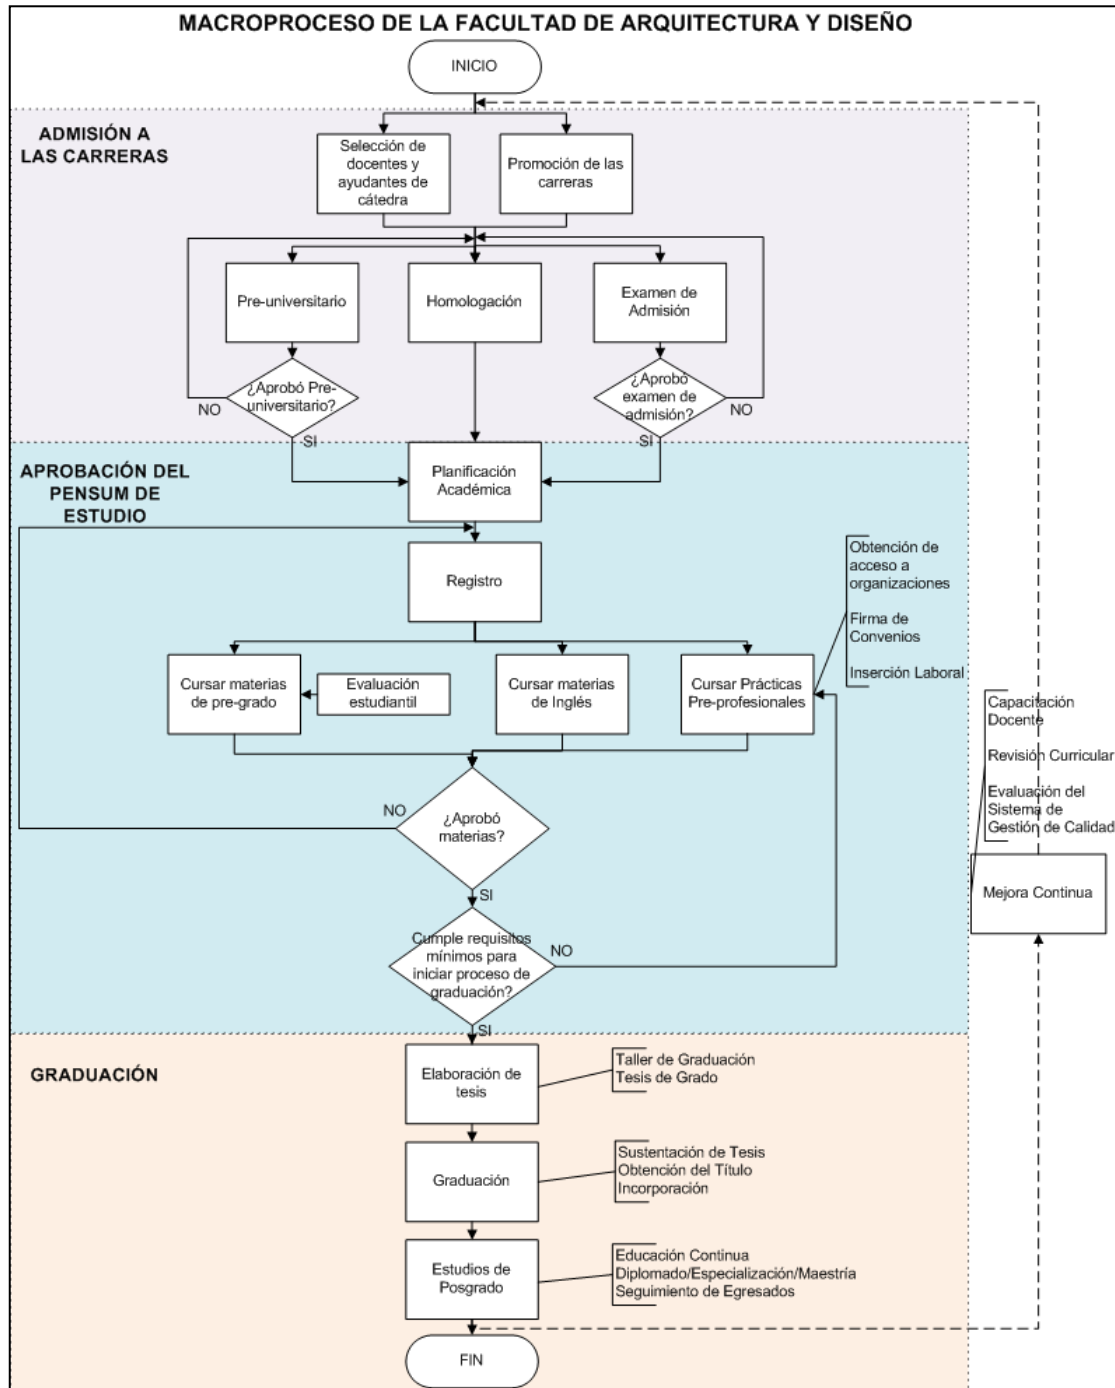 MACROPROCESO DE LA FACULTAD DE ARQUITECTURA Y DISEÑO
INICIO
ADMISIÓN A
LAS CARRERAS
Selección de
docentes y
ayudantes de
cátedra
Promoción de las
carreras
Pre-universitario
Homologación
Examen de
Admisión
¿Aprobó Pre-
universitario?
NO
SI
¿Aprobó
examen de
admisión?
NO
SI
APROBACIÓN DEL
PENSUM DE
ESTUDIO
Planificación
Académica
Registro
Obtención de
acceso a
organizaciones
Firma de
Convenios
Inserción Laboral
Cursar materias
de pre-grado
Evaluación
estudiantil
Cursar materias
de Inglés
Cursar Prácticas
Pre-profesionales
Capacitación
Docente
Revisión Curricular
Evaluación del
Sistema de
Gestión de Calidad
Mejora Continua
NO
¿Aprobó
materias?
SI
Cumple requisitos
mínimos para
iniciar proceso de
graduación?
NO
SI
GRADUACIÓN
Elaboración de
tesis
Taller de Graduación
Tesis de Grado
Graduación
Sustentación de Tesis
Obtención del Título
Incorporación
Estudios de
Posgrado
Educación Continua
Diplomado/Especialización/Maestría
Seguimiento de Egresados
FIN